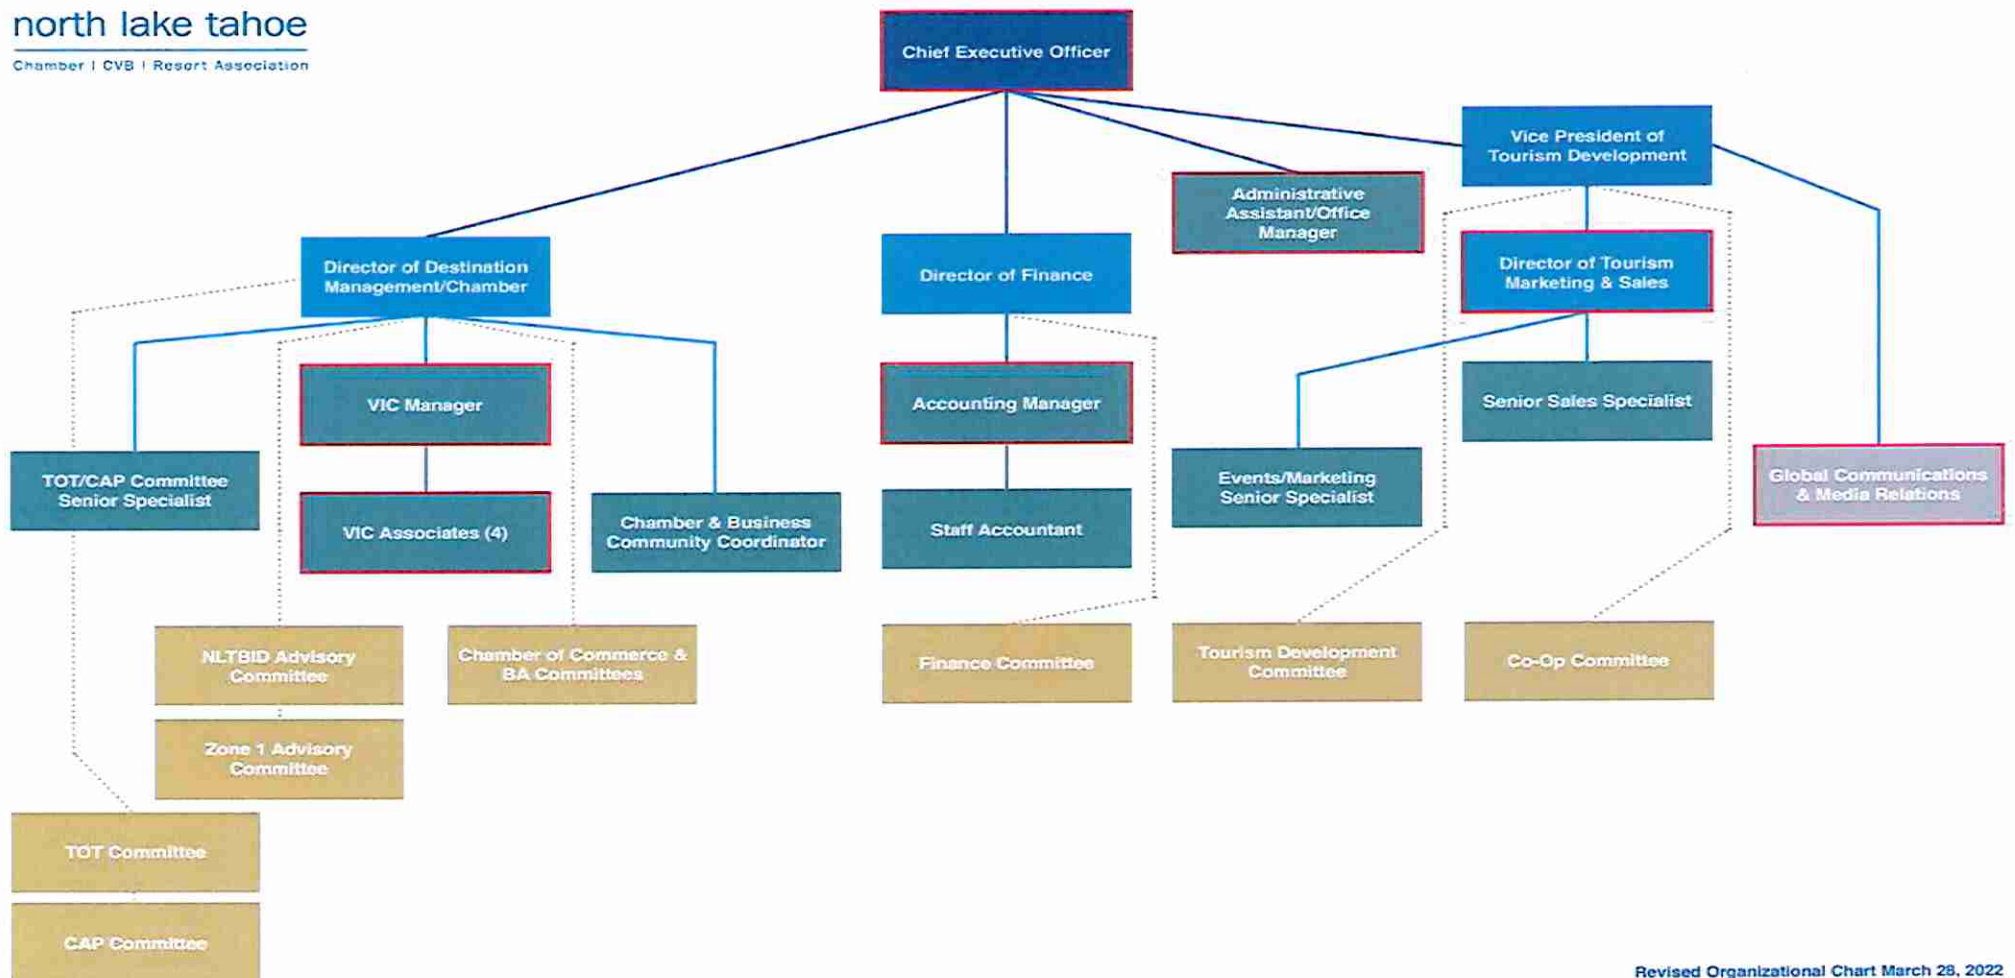 north lake tahoe
Chamber | CVB | Resort Association
Chief Executive Officer
Vice President of
Tourism Development
Administrative
Assistant/Office
Manager
Director of Destination
Management/Chamber
Director of Finance
Director of Tourism
Marketing & Sales
VIC Manager
Accounting Manager
Senior Sales Specialist
TOT/CAP Committee
Senior Specialist
VIC Associates (4)
Chamber & Business
Community Coordinator
Staff Accountant
Events/Marketing
Senior Specialist
Global Communications
& Media Relations
NLTBID Advisory
Committee
Chamber of Commerce &
BA Committees
Finance Committee
Tourism Development
Committee
Co-Op Committee
Zone 1 Advisory
Committee
TOT Committee
CAP Committee
Revised Organizational Chart March 28, 2022